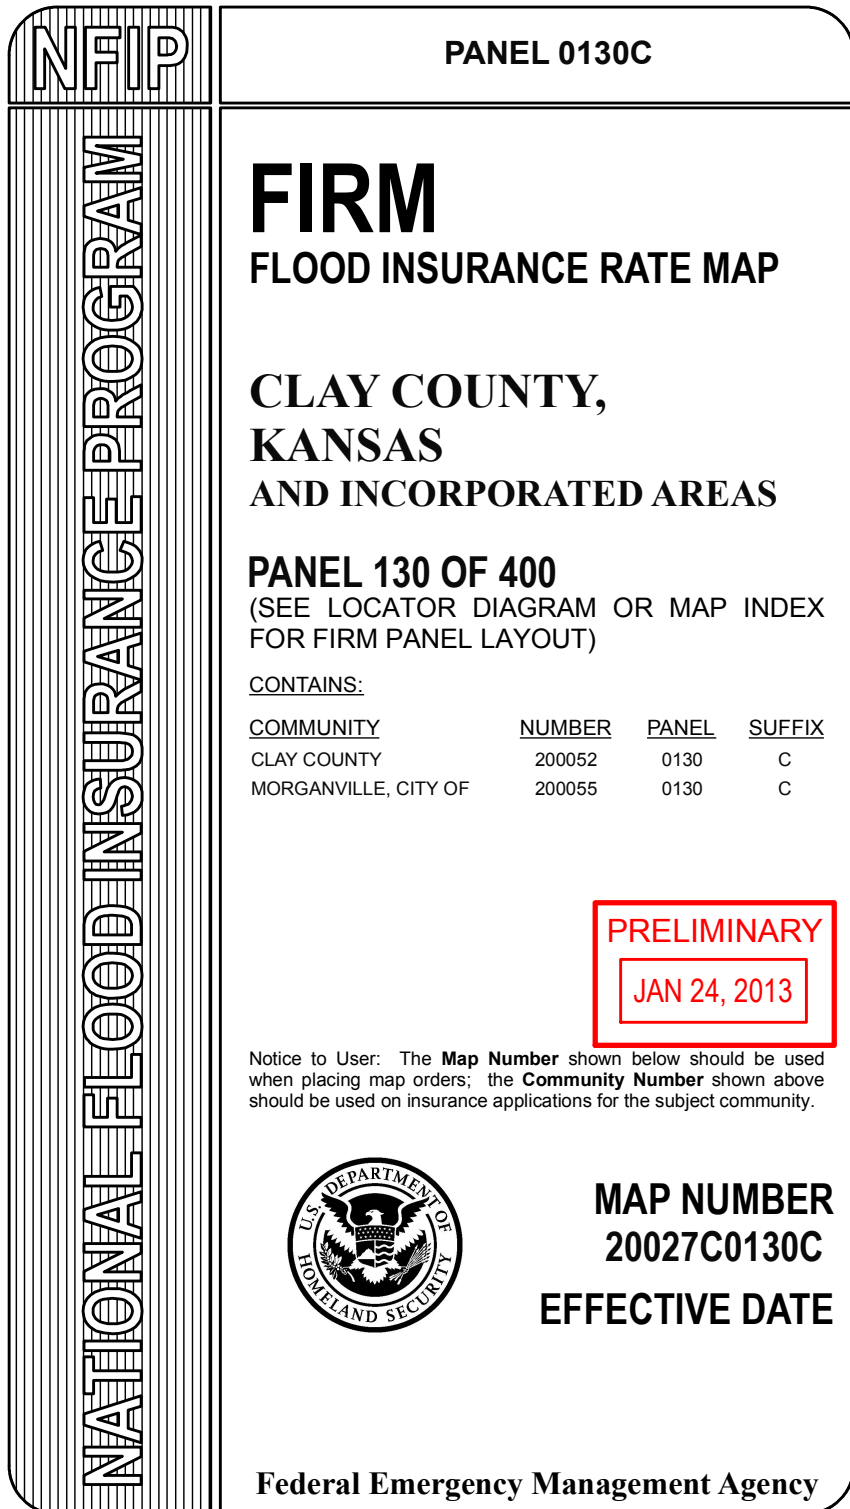 NFIP
PANEL 0130C
NATIONAL FLOOD INSURANCE PROGRAM
FIRM
FLOOD INSURANCE RATE MAP
CLAY COUNTY,
KANSAS
AND INCORPORATED AREAS
PANEL 130 OF 400
(SEE LOCATOR DIAGRAM OR MAP INDEX
FOR FIRM PANEL LAYOUT)
CONTAINS:
COMMUNITY NUMBER PANEL SUFFIX
CLAY COUNTY 200052 0130 C
MORGANVILLE, CITY OF 200055 0130 C
PRELIMINARY
JAN 24, 2013
Notice to User: The Map Number shown below should be used
when placing map orders; the Community Number shown above
should be used on insurance applications for the subject community.
U.S. DEPARTMENT OF
HOMELAND SECURITY
MAP NUMBER
20027C0130C
EFFECTIVE DATE
Federal Emergency Management Agency